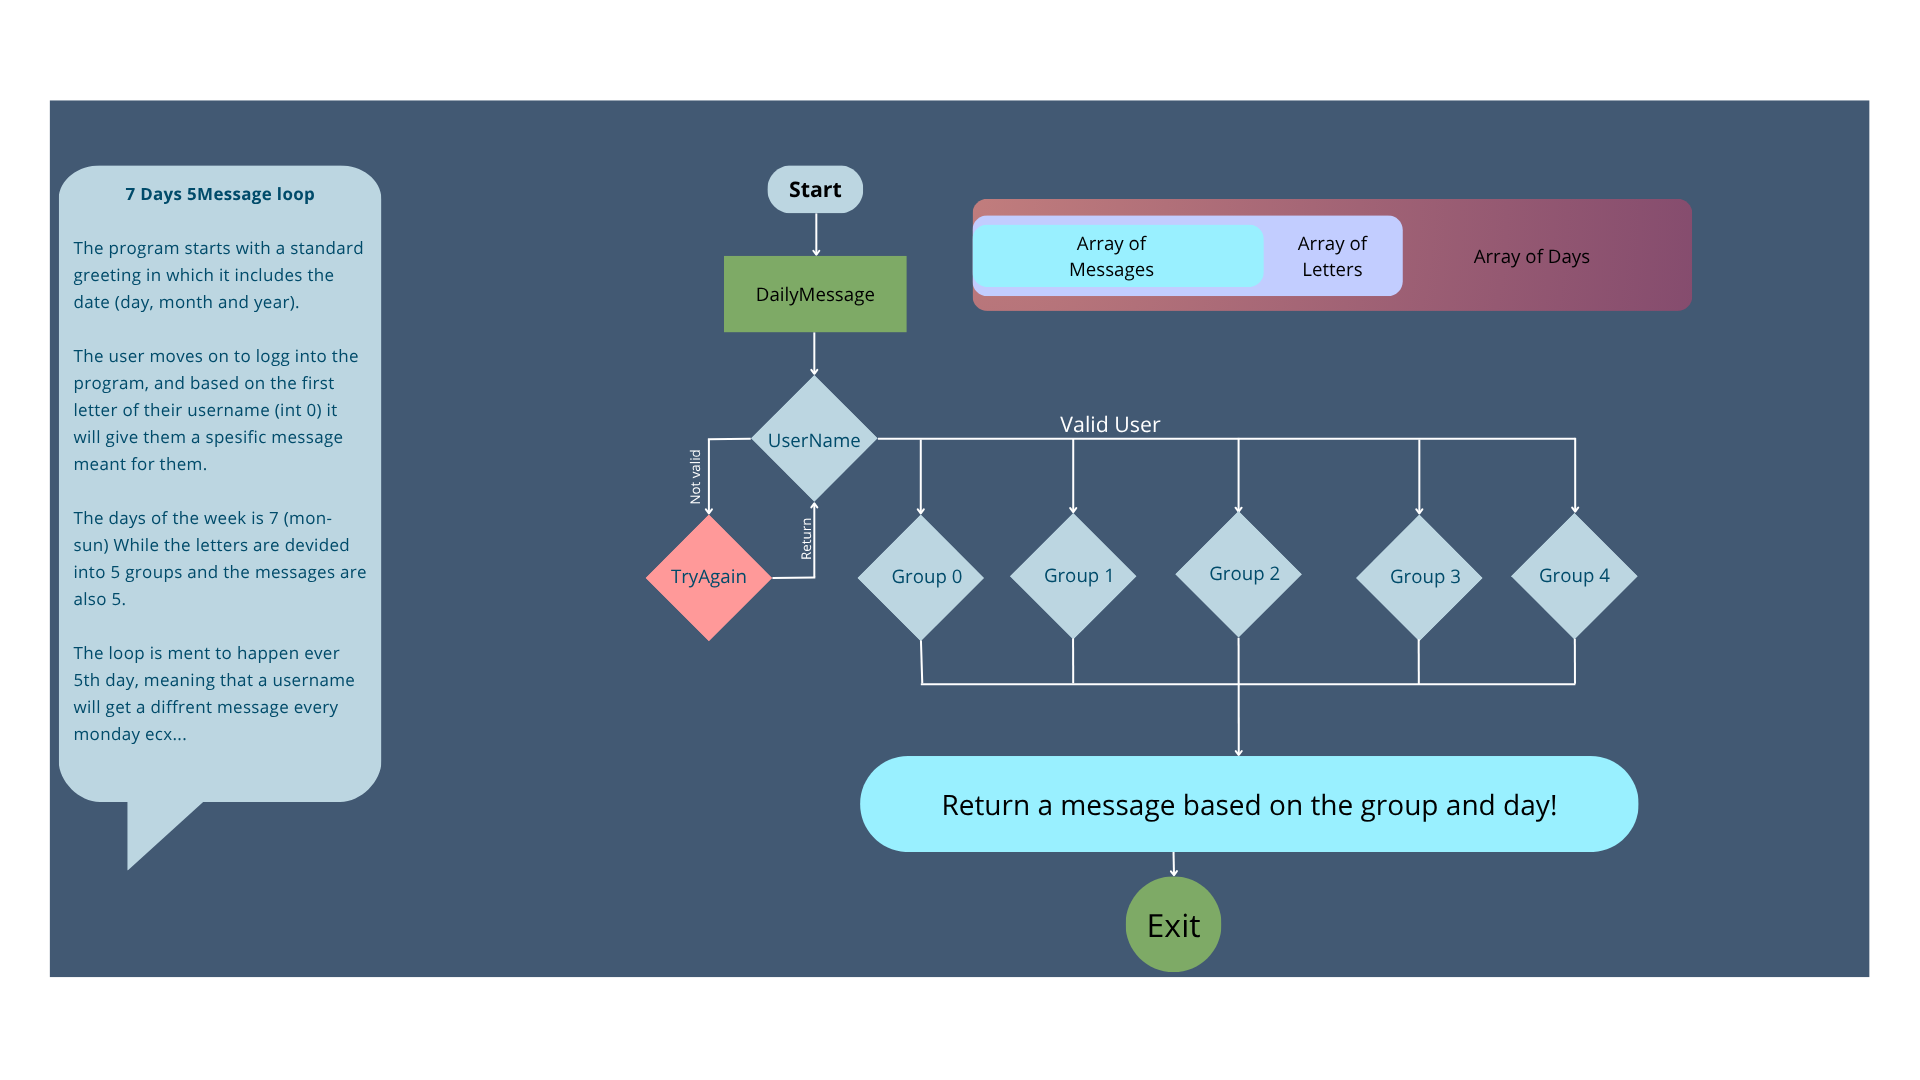 7 Days 5Message loop
The program starts with a standard
greeting in which it includes the
date (day, month and year).
The user moves on to logg into the
program, and based on the first
letter of their username (int 0) it
will give them a spesific message
meant for them.
The days of the week is 7 (mon-
sun) While the letters are devided
into 5 groups and the messages are
also 5.
The loop is ment to happen ever
5th day, meaning that a username
will get a diffrent message every
monday ecx...
Start
DailyMessage
Array of
Messages
Array of
Letters
Array of Days
UserName
Valid User
Not valid
Return
TryAgain
Group 0
Group 1
Group 2
Group 3
Group 4
Return a message based on the group and day!
Exit